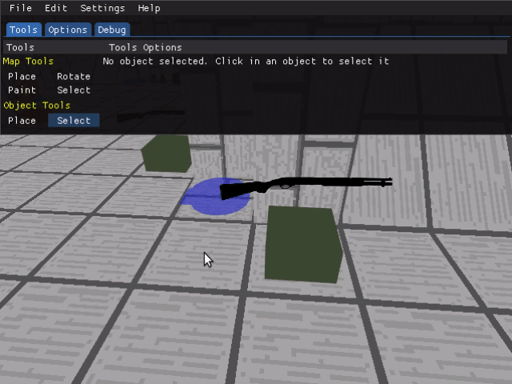 File Edit Settings Help
Tools Options Debug
Tools Tools Options
Map Tools No object selected. Click in an object to select it
Place Rotate
Paint Select
Object Tools
Place Select